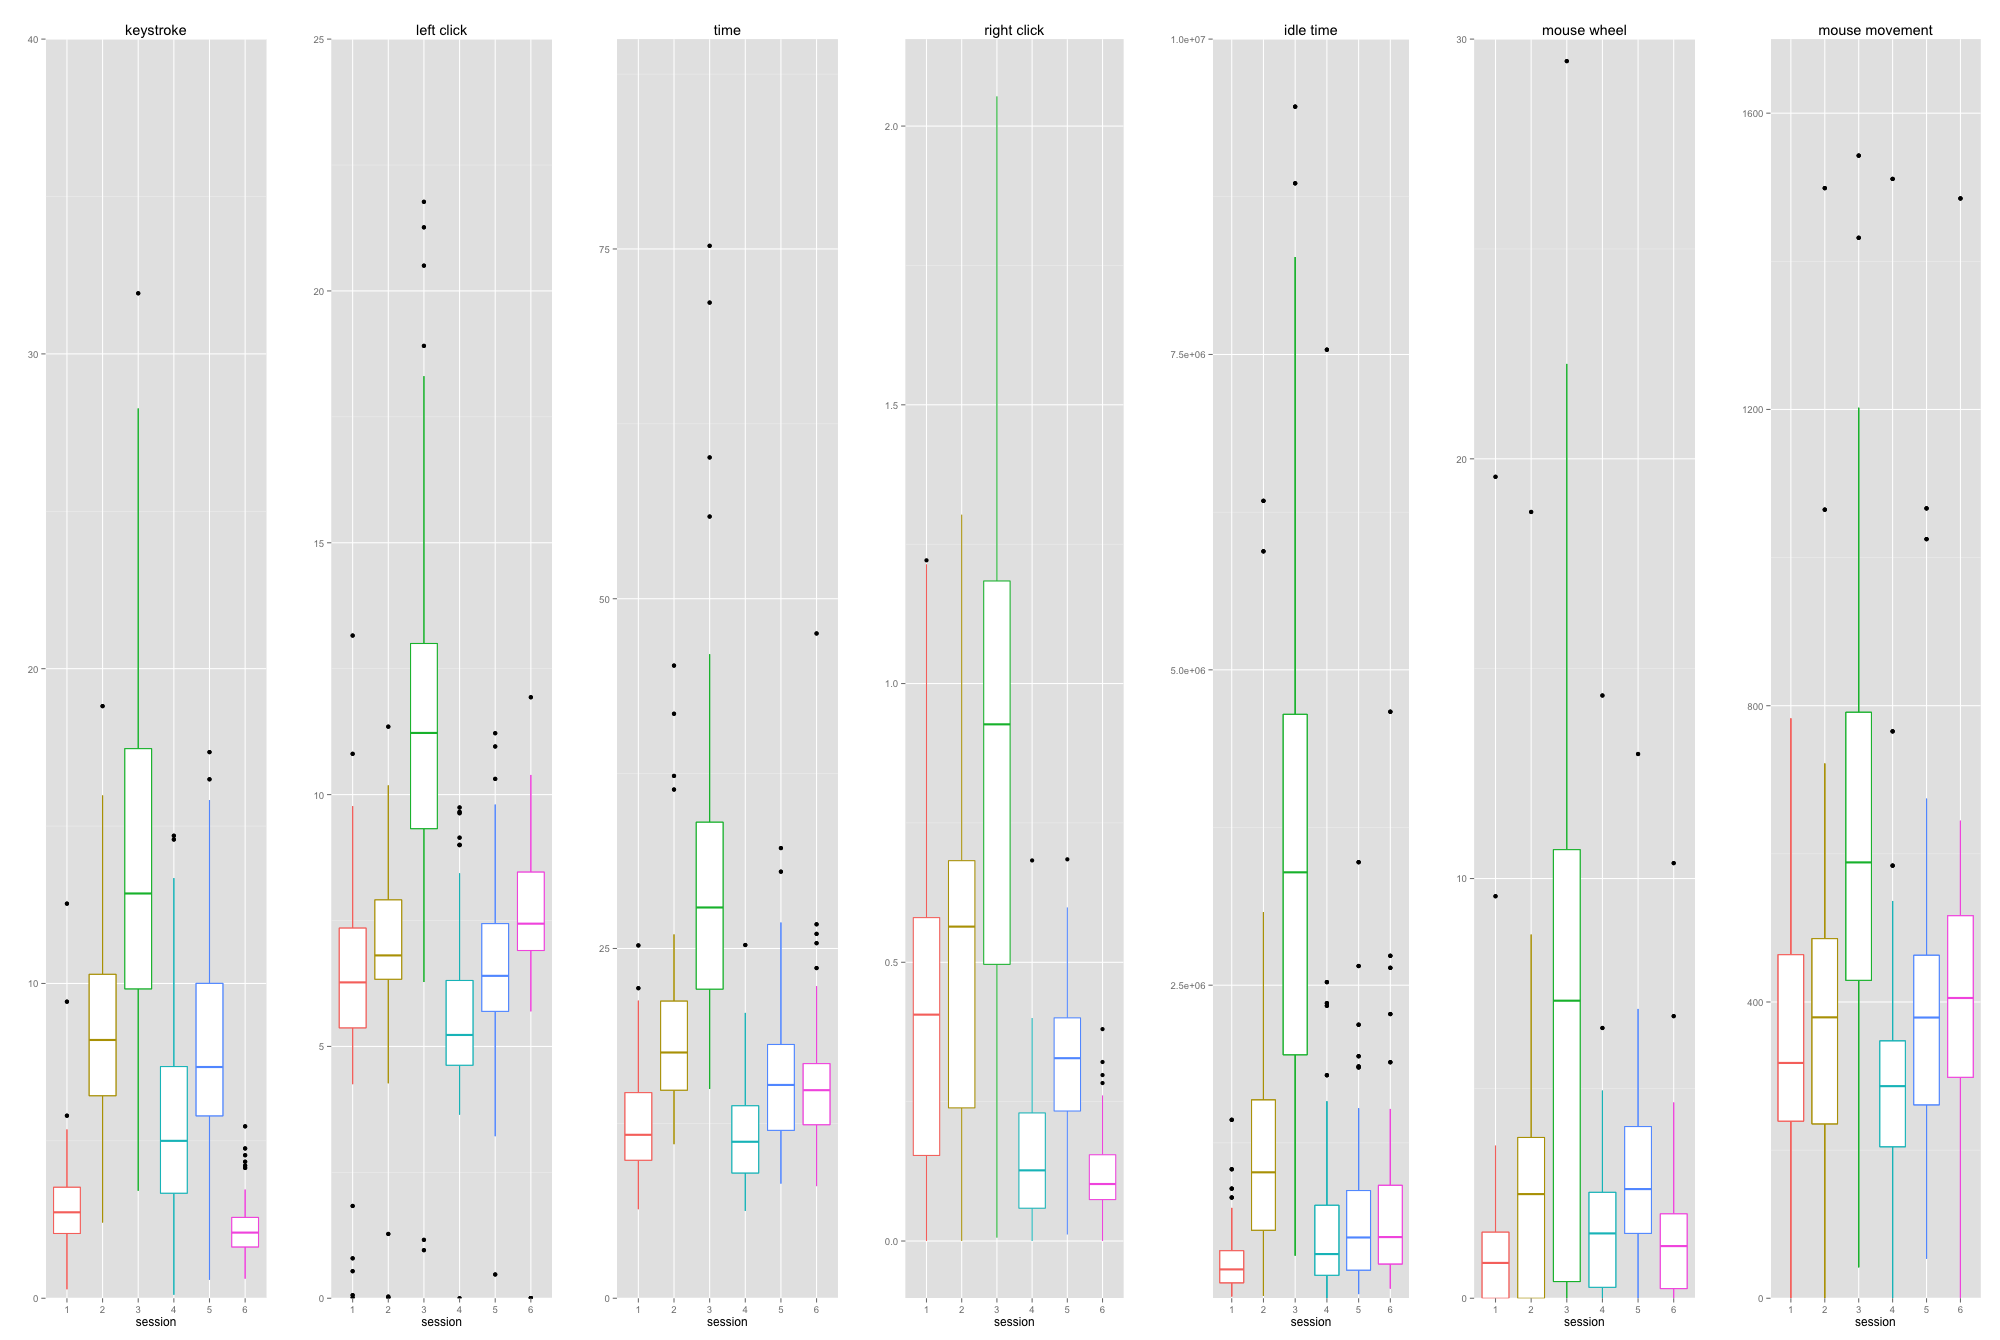 keystroke left click time right click idle time mouse wheel mouse movement
40 25 1.0e+07 30
1600
2.0
75
20
30 7.5e+06
1.5 1200
20
15
50
20 5.0e+06
1.0 800
10
10
25
0.5
10 2.5e+06 400
5
0.0
0 0 0 0 0
1 2 3 4 5 6 1 2 3 4 5 6 1 2 3 4 5 6 1 2 3 4 5 6 1 2 3 4 5 6 1 2 3 4 5 6 1 2 3 4 5 6
session session session session session session session